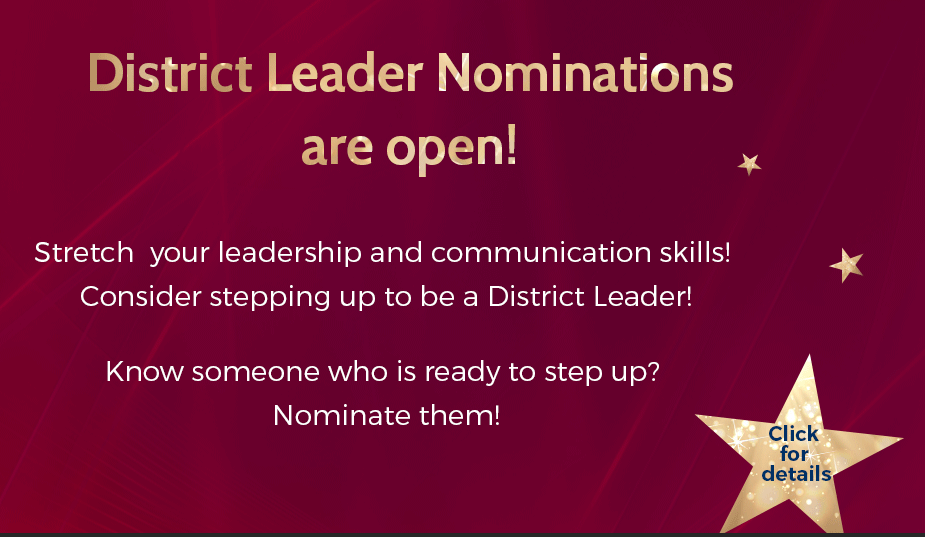 District Leader Nominations
are open!
Stretch  your leadership and communication skills!
Consider stepping up to be a District Leader!
Know someone who is ready to step up?
Nominate them!
Click
for
details